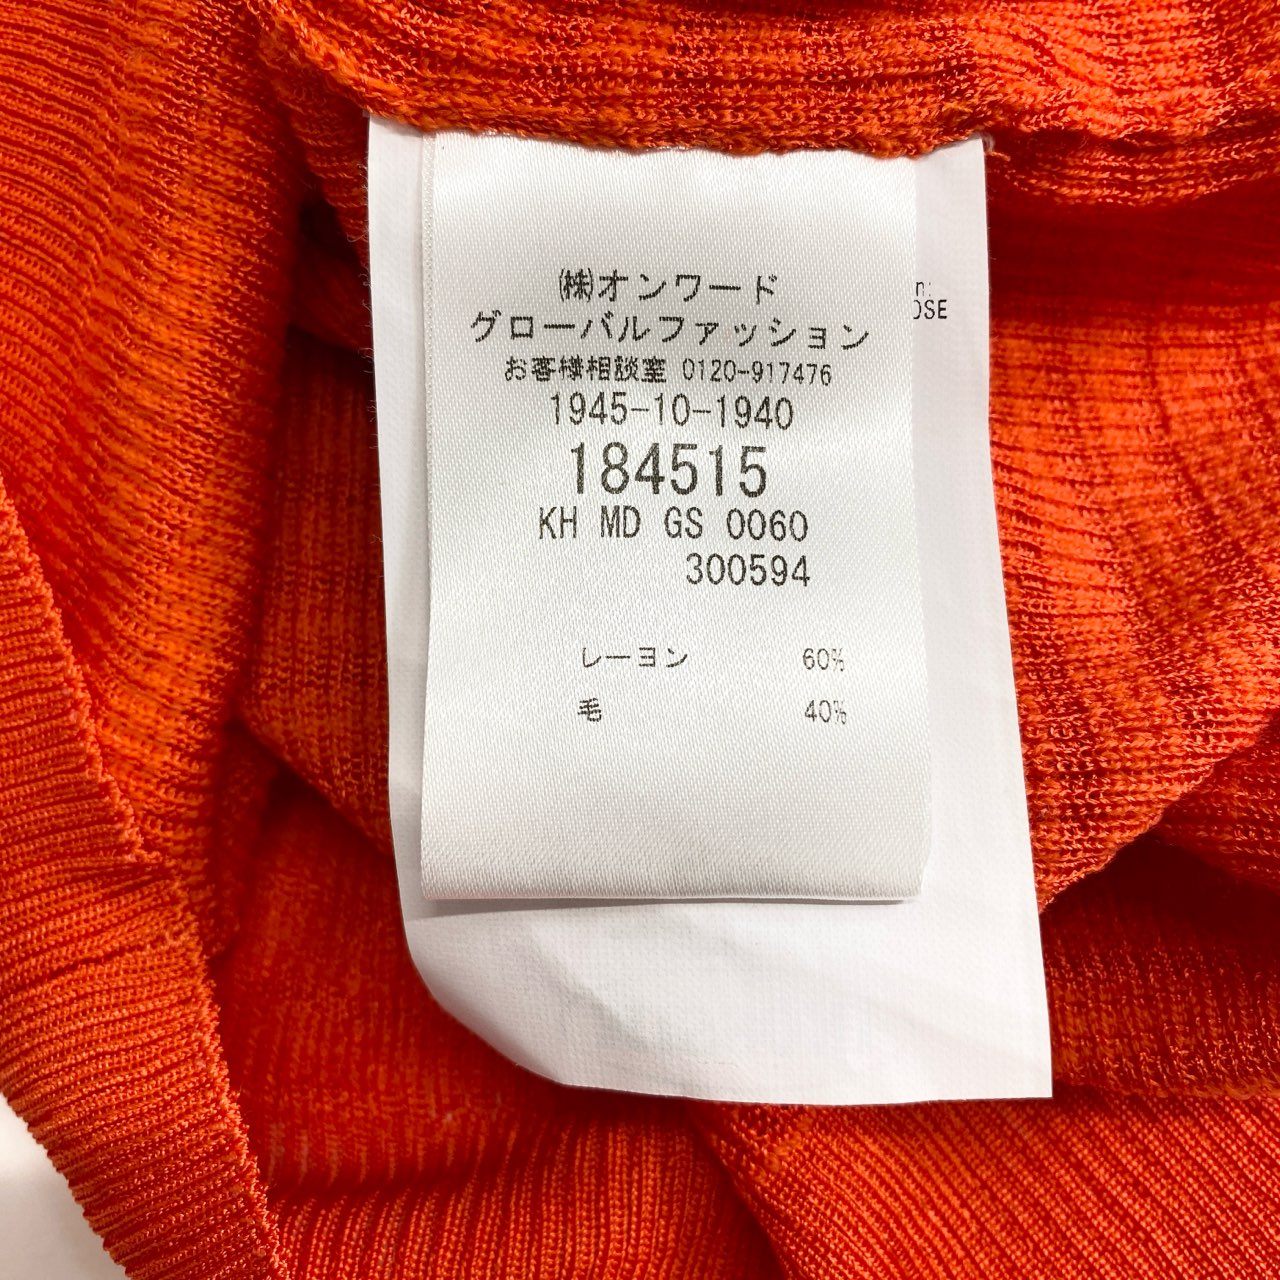 ㈱オンワード
グローバルファッション
お客様相談室 0120-917476
1945-10-1940
184515
KH MD GS 0060
300594
レーヨン 60%
毛 40%
n:
OSE